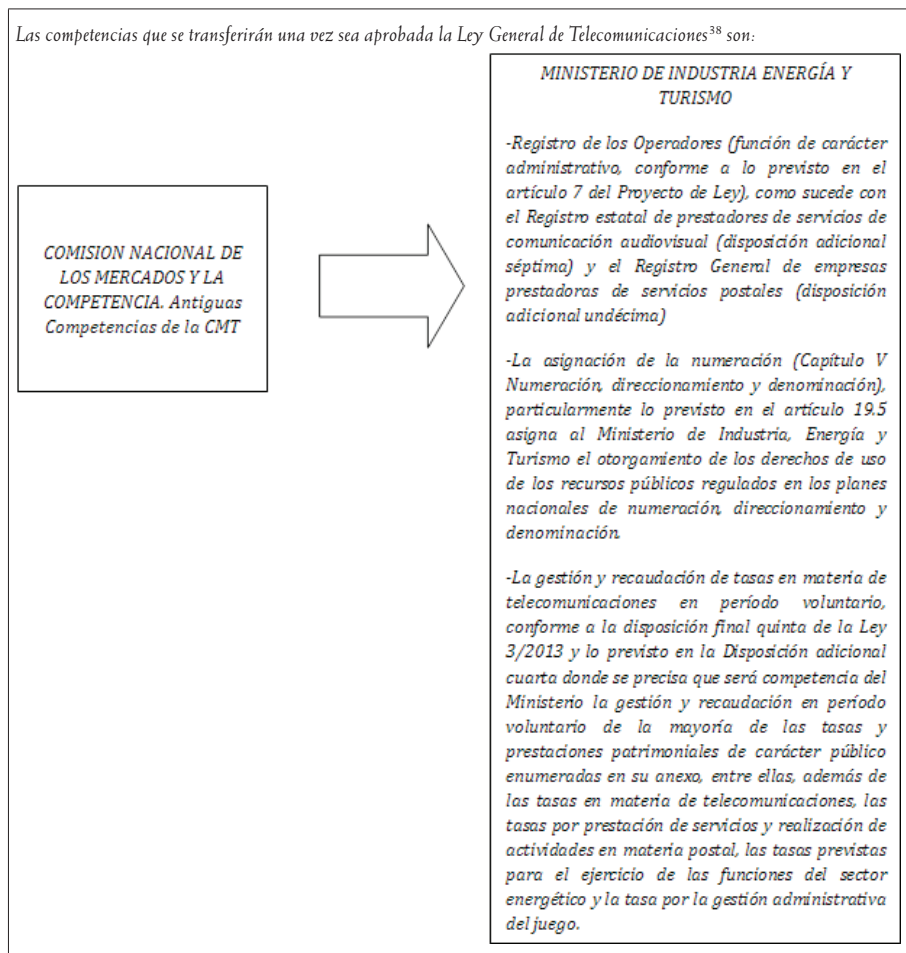 Las competencias que se transferirán una vez sea aprobada la Ley General de Telecomunicaciones³⁸ son:
COMISION NACIONAL DE
LOS MERCADOS Y LA
COMPETENCIA. Antiguas
Competencias de la CMT
MINISTERIO DE INDUSTRIA ENERGÍA Y
TURISMO
-Registro de los Operadores (función de carácter
administrativo, conforme a lo previsto en el
artículo 7 del Proyecto de Ley), como sucede con
el Registro estatal de prestadores de servicios de
comunicación audiovisual (disposición adicional
séptima) y el Registro General de empresas
prestadoras de servicios postales (disposición
adicional undécima)
-La asignación de la numeración (Capítulo V
Numeración, direccionamiento y denominación),
particularmente lo previsto en el artículo 19.5
asigna al Ministerio de Industria, Energía y
Turismo el otorgamiento de los derechos de uso
de los recursos públicos regulados en los planes
nacionales de numeración, direccionamiento y
denominación.
-La gestión y recaudación de tasas en materia de
telecomunicaciones en período voluntario,
conforme a la disposición final quinta de la Ley
3/2013 y lo previsto en la Disposición adicional
cuarta donde se precisa que será competencia del
Ministerio la gestión y recaudación en período
voluntario de la mayoría de las tasas y
prestaciones patrimoniales de carácter público
enumeradas en su anexo, entre ellas, además de
las tasas en materia de telecomunicaciones, las
tasas por prestación de servicios y realización de
actividades en materia postal, las tasas previstas
para el ejercicio de las funciones del sector
energético y la tasa por la gestión administrativa
del juego.